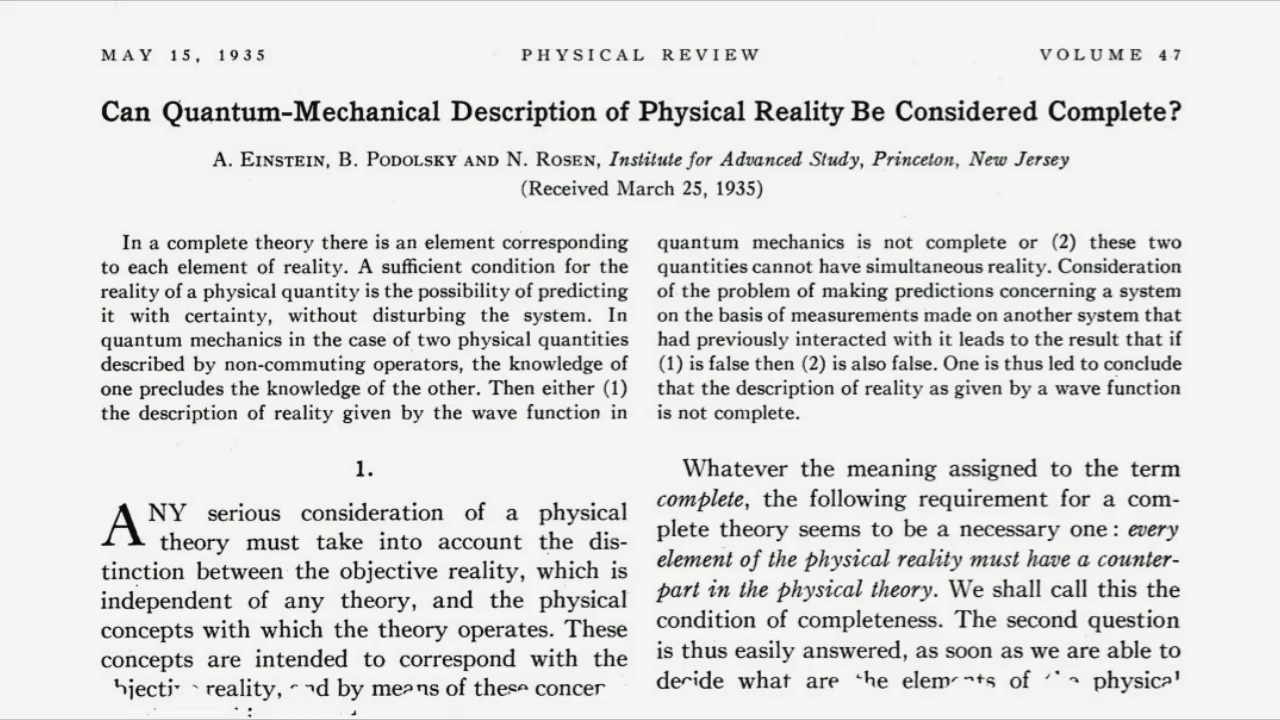 MAY 15, 1935 PHYSICAL REVIEW VOLUME 47
Can Quantum-Mechanical Description of Physical Reality Be Considered Complete?
A. EINSTEIN, B. PODOLSKY AND N. ROSEN, Institute for Advanced Study, Princeton, New Jersey
(Received March 25, 1935)
In a complete theory there is an element corresponding
to each element of reality. A sufficient condition for the
reality of a physical quantity is the possibility of predicting
it with certainty, without disturbing the system. In
quantum mechanics in the case of two physical quantities
described by non-commuting operators, the knowledge of
one precludes the knowledge of the other. Then either (1)
the description of reality given by the wave function in
quantum mechanics is not complete or (2) these two
quantities cannot have simultaneous reality. Consideration
of the problem of making predictions concerning a system
on the basis of measurements made on another system that
had previously interacted with it leads to the result that if
(1) is false then (2) is also false. One is thus led to conclude
that the description of reality as given by a wave function
is not complete.
1.
ANY serious consideration of a physical
theory must take into account the dis-
tinction between the objective reality, which is
independent of any theory, and the physical
concepts with which the theory operates. These
concepts are intended to correspond with the
reality, and by means of these
Whatever the meaning assigned to the term
complete, the following requirement for a com-
plete theory seems to be a necessary one: every
element of the physical reality must have a counter-
part in the physical theory. We shall call this the
condition of completeness. The second question
is thus easily answered, as soon as we are able to
decide what are the elements of physical